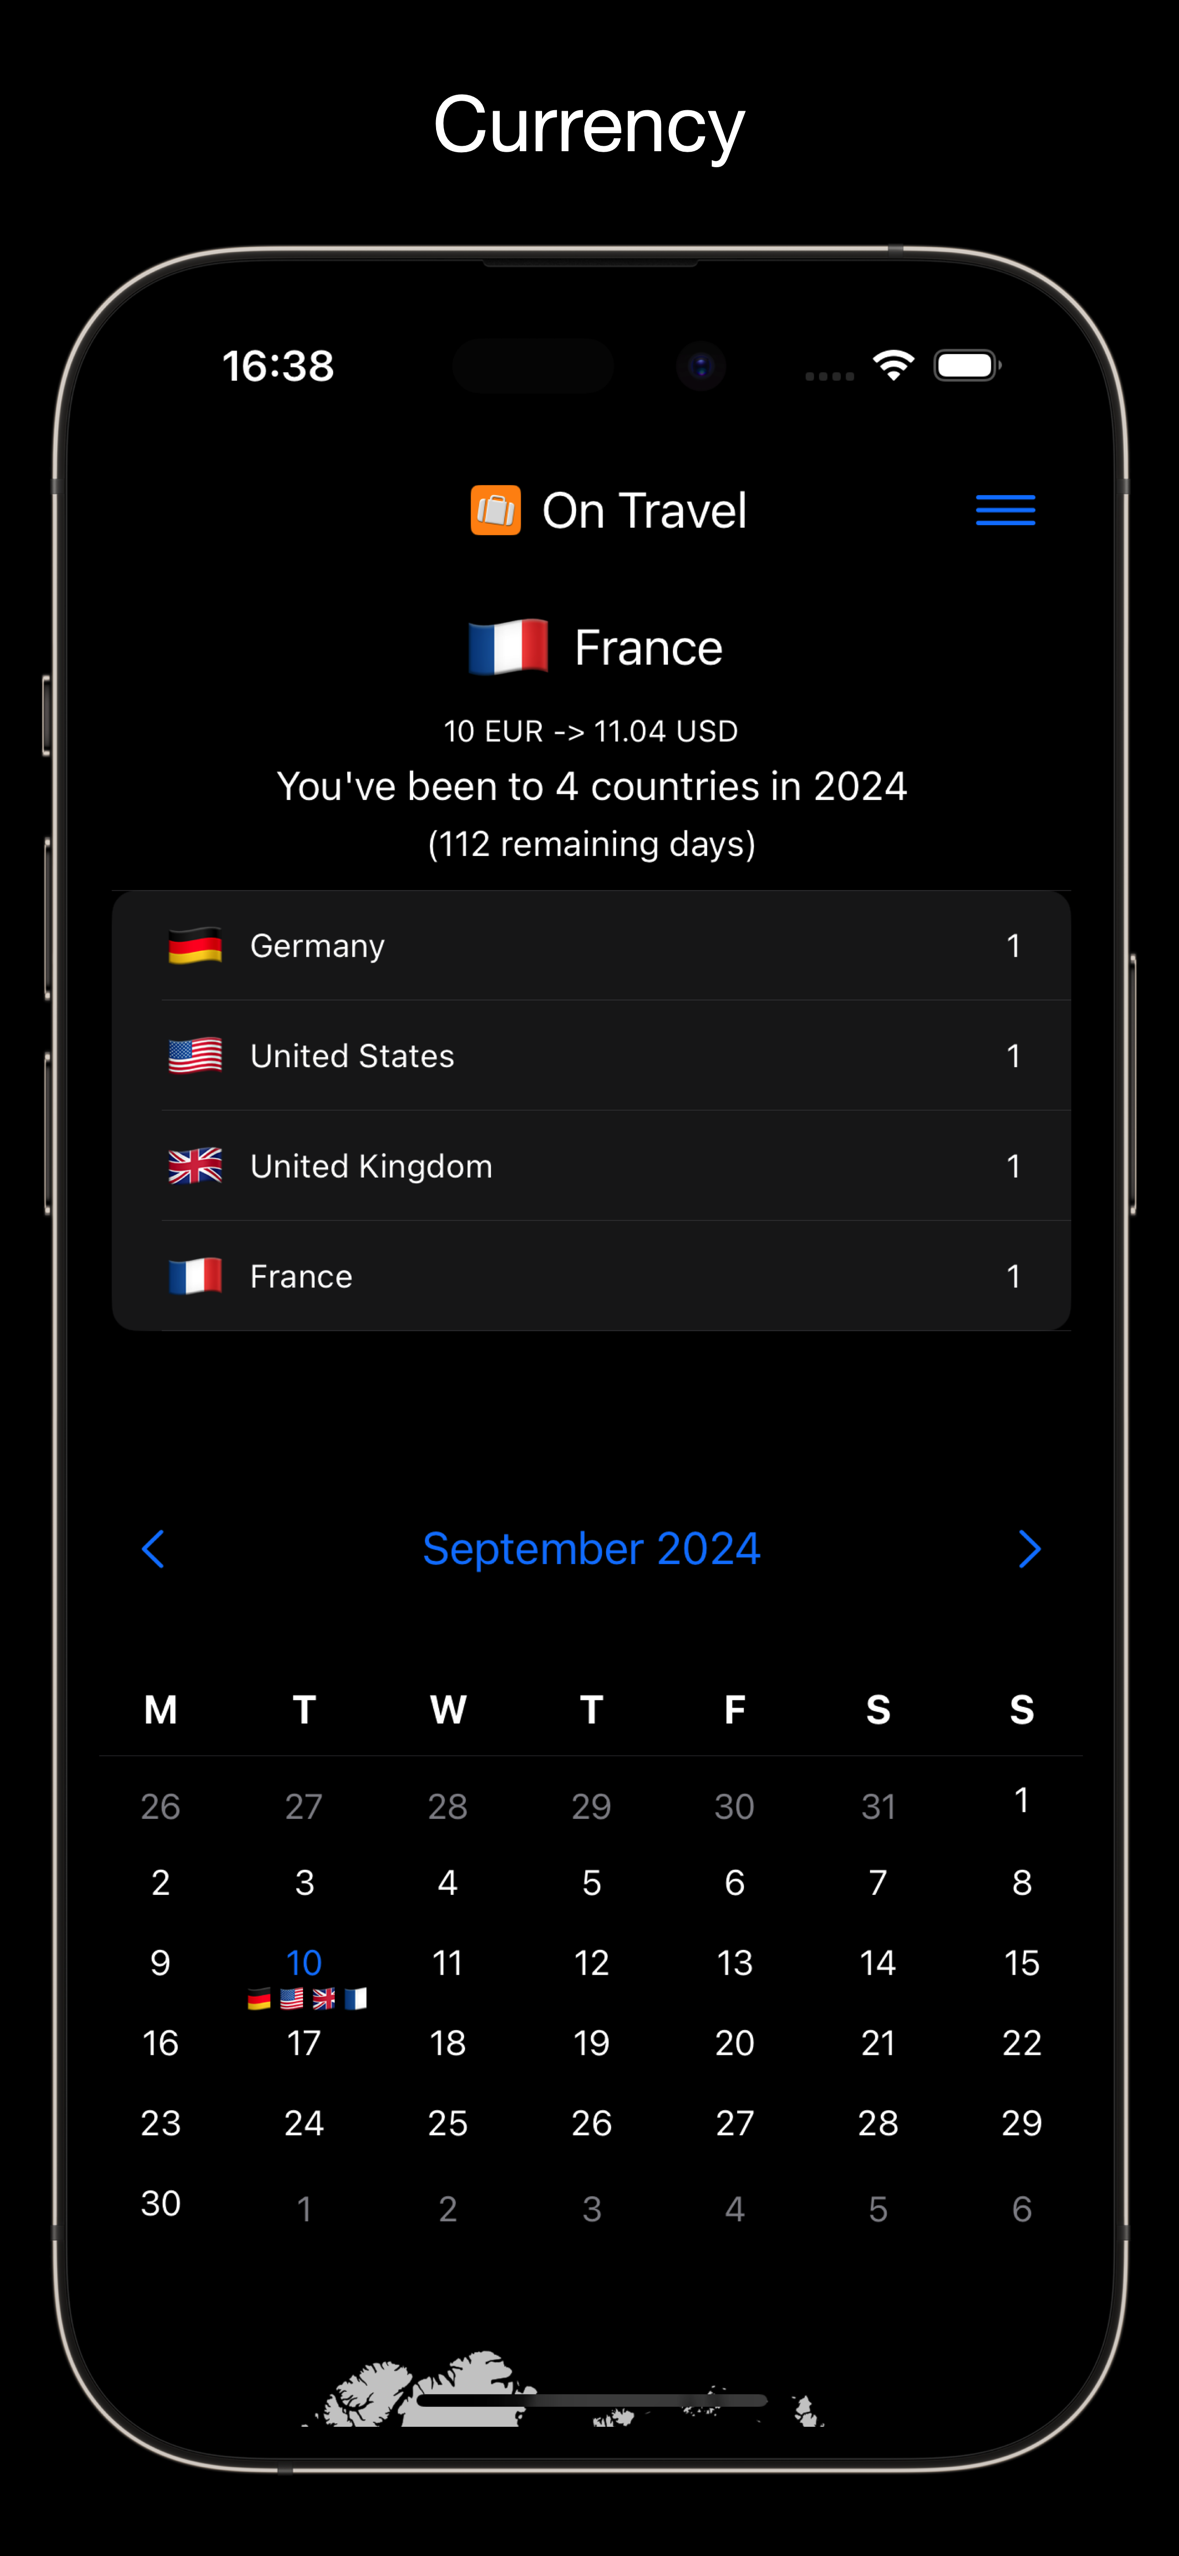 Currency
16:38
On Travel
France
10 EUR -> 11.04 USD
You've been to 4 countries in 2024
(112 remaining days)
Germany 1
United States 1
United Kingdom 1
France 1
September 2024
M T W T F S S
26 27 28 29 30 31 1
2 3 4 5 6 7 8
9 10 11 12 13 14 15
16 17 18 19 20 21 22
23 24 25 26 27 28 29
30 1 2 3 4 5 6